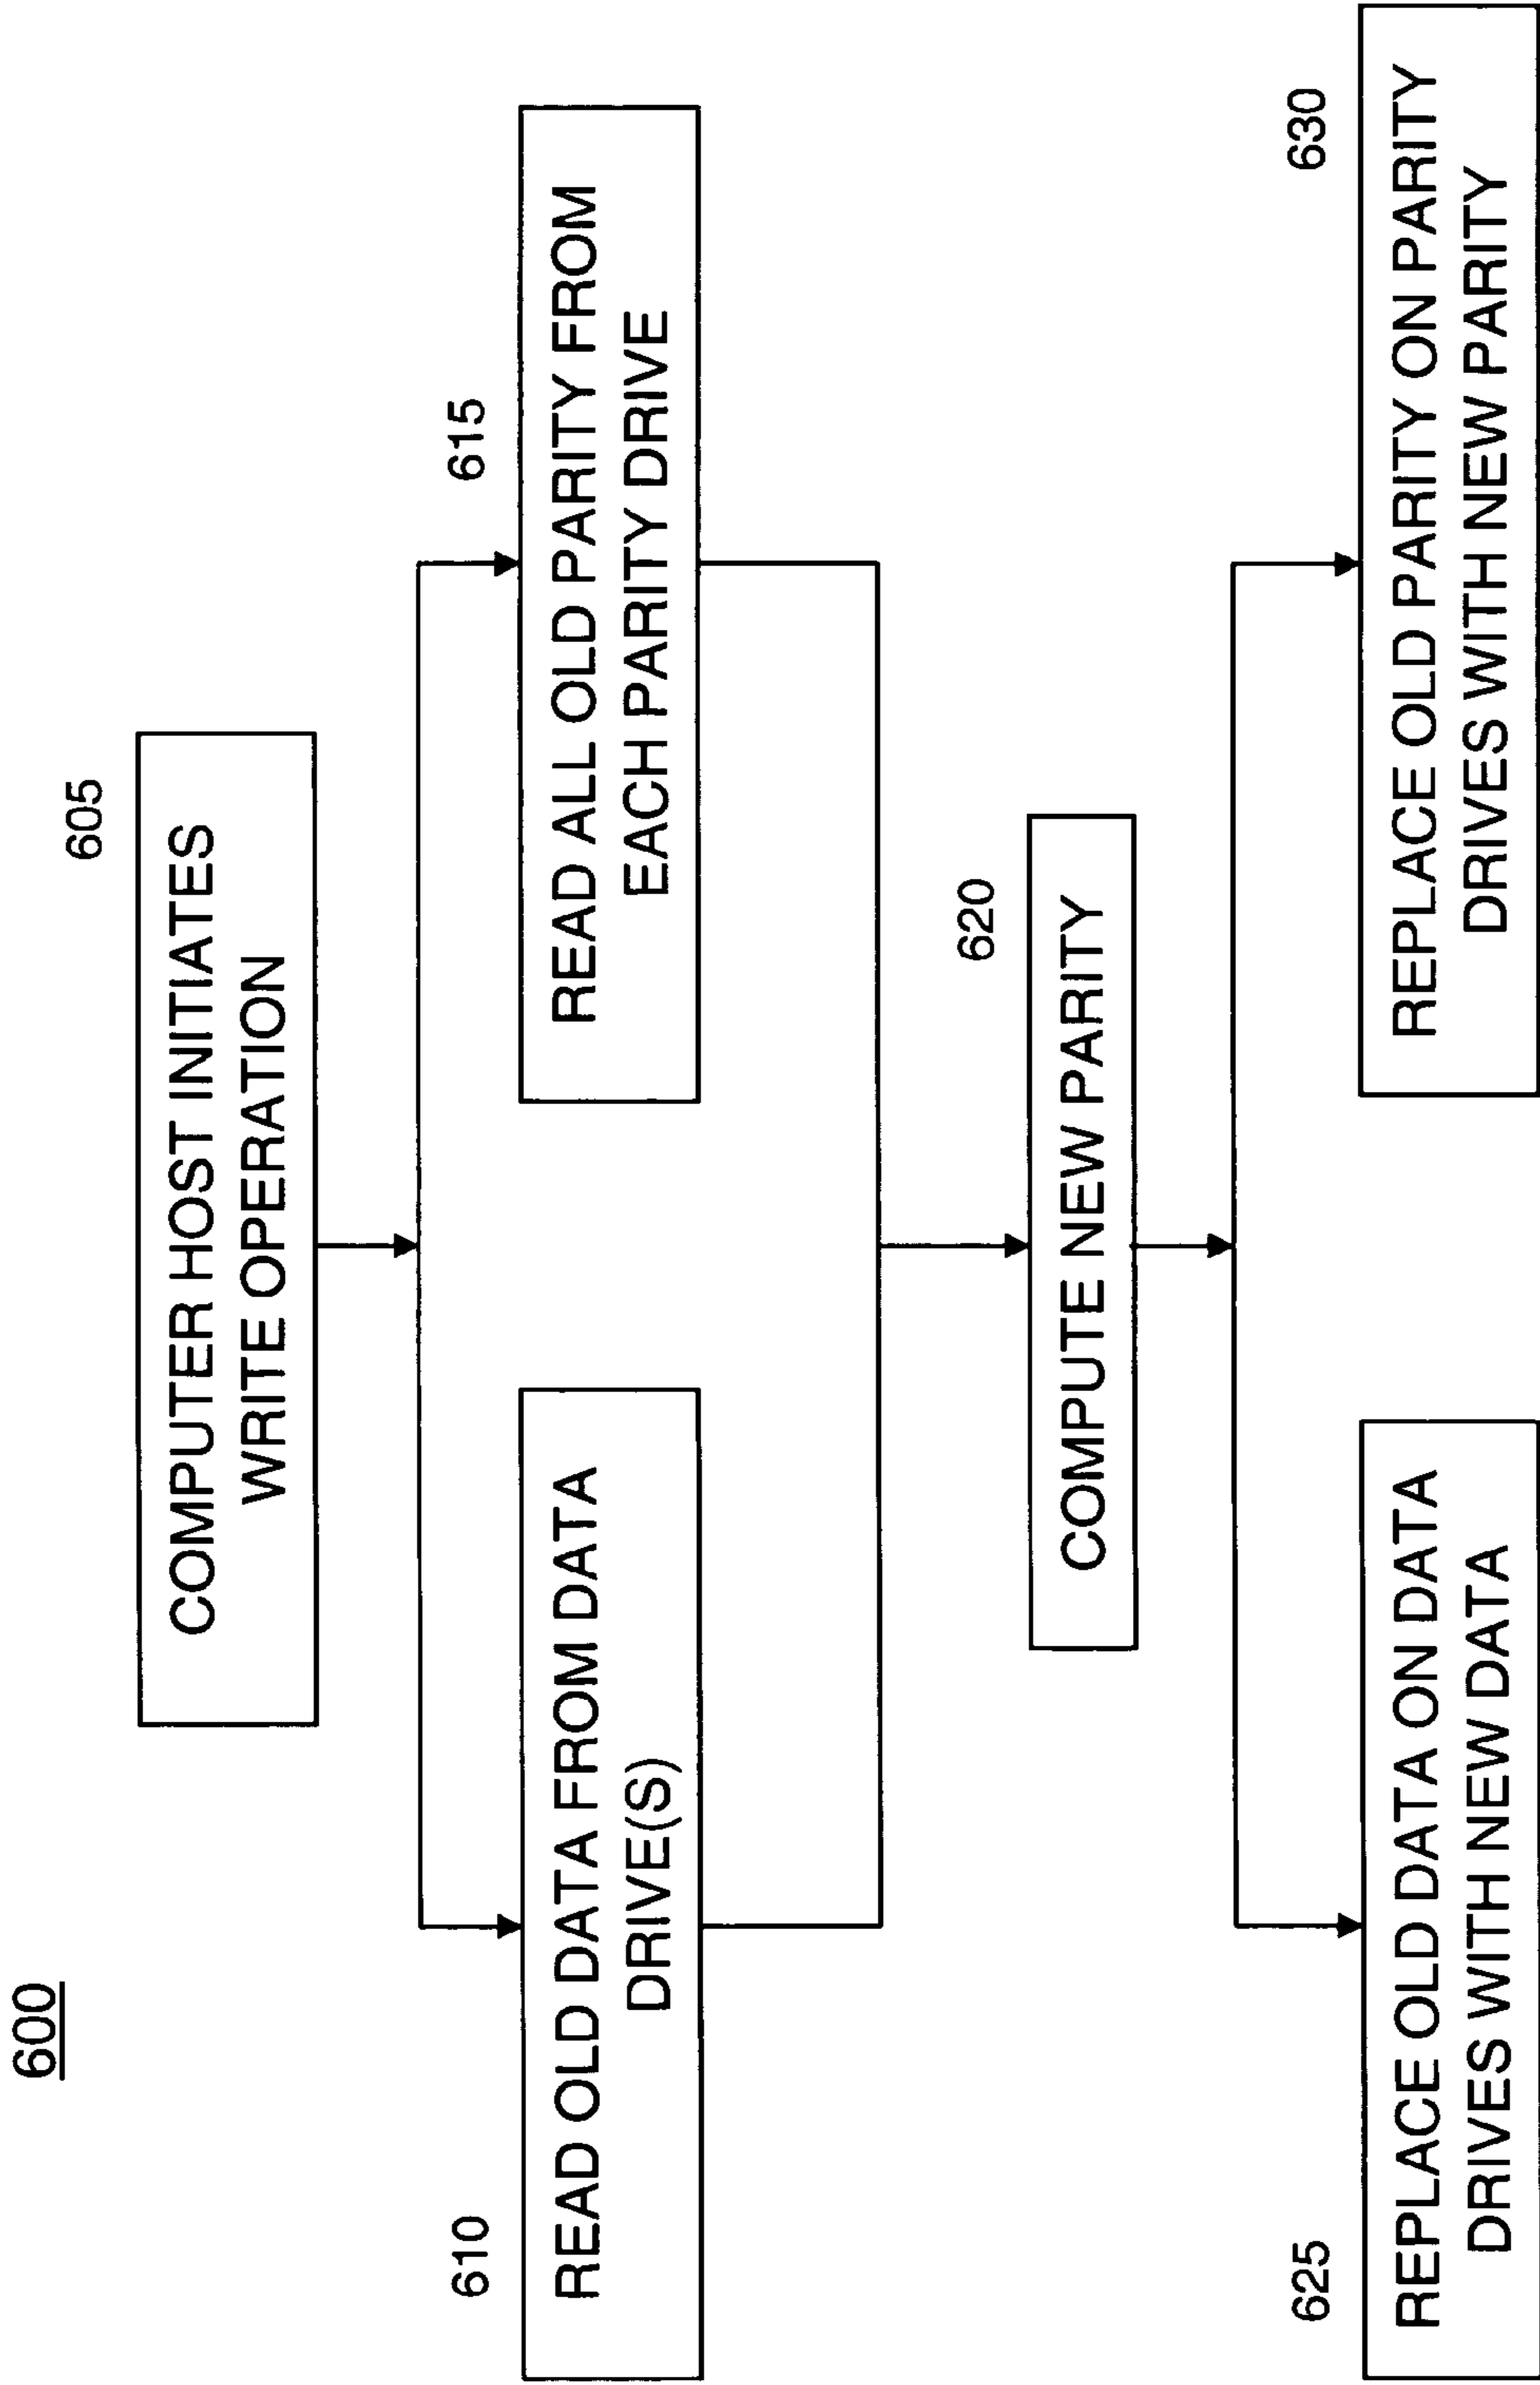 600
605
COMPUTER HOST INITIATES
WRITE OPERATION
610
READ OLD DATA FROM DATA
DRIVE(S)
615
READ ALL OLD PARITY FROM
EACH PARITY DRIVE
620
COMPUTE NEW PARITY
625
REPLACE OLD DATA ON DATA
DRIVES WITH NEW DATA
630
REPLACE OLD PARITY ON PARITY
DRIVES WITH NEW PARITY